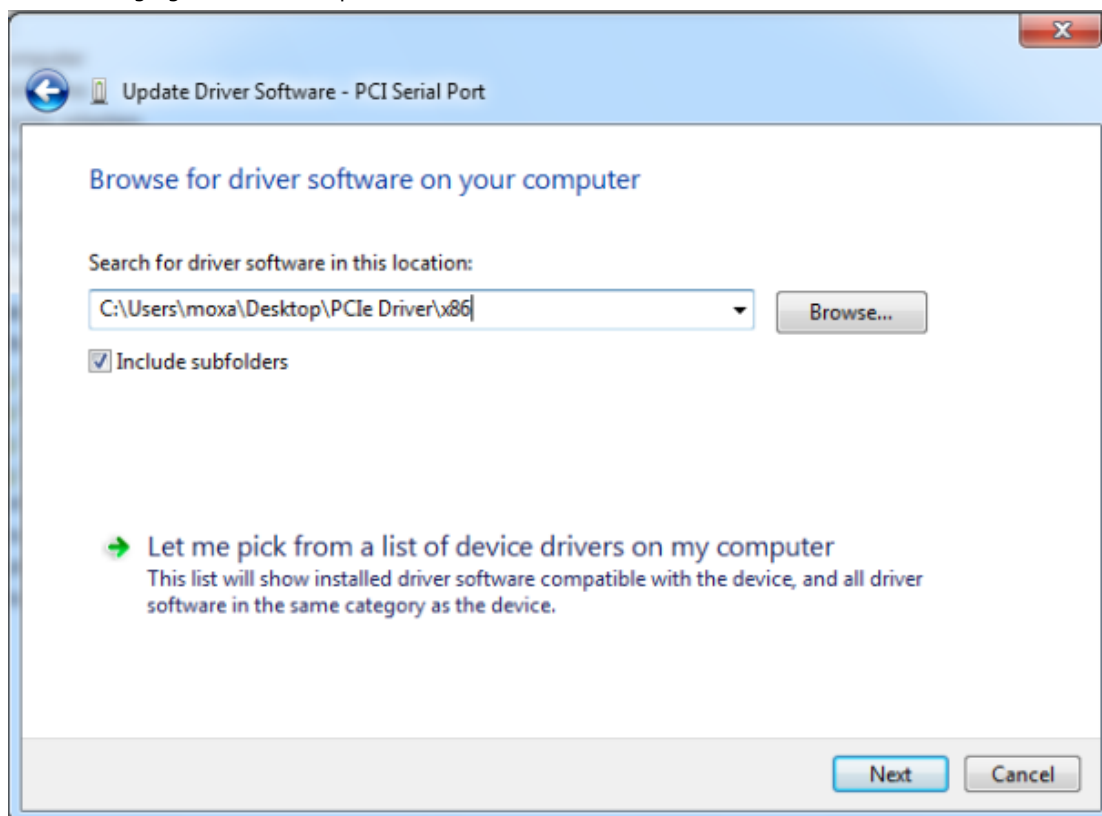 Update Driver Software - PCI Serial Port
Browse for driver software on your computer
Search for driver software in this location:
C:\Users\moxa\Desktop\PCIe Driver\x86
Browse...
Include subfolders
Let me pick from a list of device drivers on my computer
This list will show installed driver software compatible with the device, and all driver
software in the same category as the device.
Next
Cancel